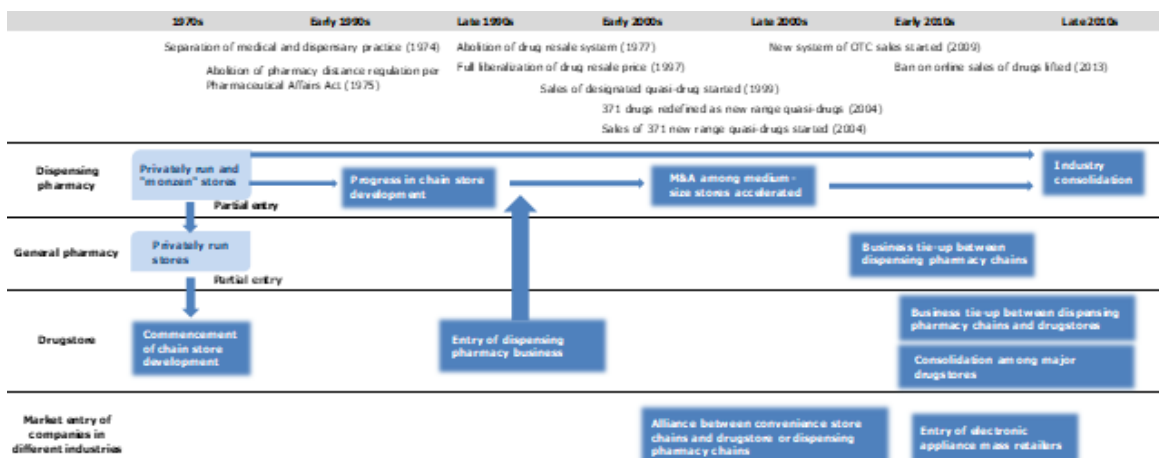 1970s Early 1990s Late 1990s Early 2000s Late 2000s Early 2010s Late 2010s
Separation of medical and dispensary practice (1974)
Abolition of drug resale system (1977)
New system of OTC sales started (2009)
Abolition of pharmacy distance regulation per
Pharmaceutical Affairs Act (1975)
Full liberalization of drug resale price (1997)
Ban on online sales of drugs lifted (2013)
Sales of designated quasi-drug started (1999)
371 drugs redefined as new range quasi-drugs (2004)
Sales of 371 new range quasi-drugs started (2004)
Dispensing
pharmacy
Privately run and
"monzen" stores
Progress in chain store
development
M&A among medium -
size stores accelerated
Industry
consolidation
Partial entry
General pharmacy
Privately run
stores
Business tie-up between
dispensing pharmacy chains
Partial entry
Drugstore
Commencement
of chain store
development
Entry of dispensing
pharmacy business
Business tie-up between dispensing
pharmacy chains and drugstores
Consolidation among major
drugstores
Market entry of
companies in
different industries
Alliance between convenience store
chains and drugstore or dispensing
pharmacy chains
Entry of electronic
appliance mass retailers